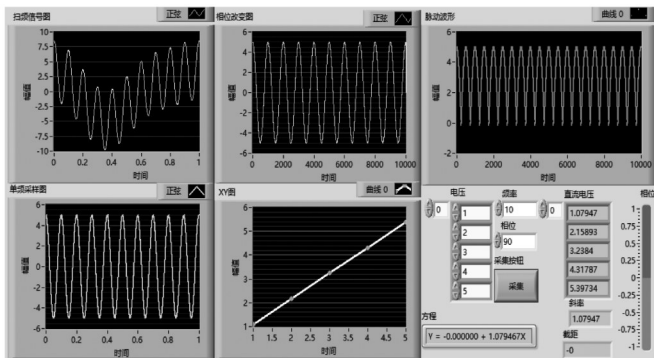 扫频信号图 正弦
幅值
10-
7.5-
5-
2.5-
0-
-2.5-
-5-
-7.5-
-10-
0 0.2 0.4 0.6 0.8 1
时间
相位改变图 正弦
幅值
6-
4-
2-
0-
-2-
-4-
-6-
0 2000 4000 6000 8000 10000
时间
脉动波形 曲线 0
幅值
6-
4-
2-
0-
-2-
0 2000 4000 6000 8000 10000
时间
单频采样图 正弦
幅值
6-
4-
2-
0-
-2-
-4-
-6-
0 0.2 0.4 0.6 0.8 1
时间
XY图 曲线 0
幅值
6-
5-
4-
3-
2-
1-
1 1.5 2 2.5 3 3.5 4 4.5 5
时间
电压 频率 直流电压 相位
0 1 10 0 1.07947 1-
2 相位 2.15893 0.75-
3 90 3.2384 0.5-
4 采集按钮 4.31787 0.25-
5 采集 5.39734 0-
斜率 -0.25-
1.07947 -0.5-
方程 截距 -0.75-
Y = -0.000000 + 1.079467X -0 -1-